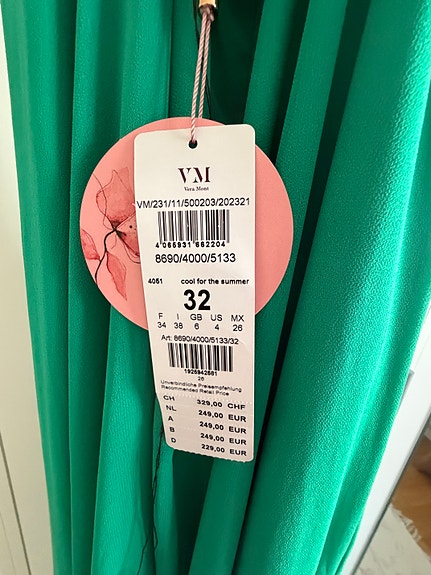 VM
Vera Mont
VM/231/11/500203/202321
4 065931 662204
8690/4000/5133
4051 cool for the summer
32
F I GB US MX
34 38 6 4 26
Art: 8690/4000/5133/32
1925942881
26
Unverbindliche Preisempfehlung
Recommended Retail Price
CH 329,00 CHF
NL 249,00 EUR
A 249,00 EUR
B 249,00 EUR
D 229,00 EUR